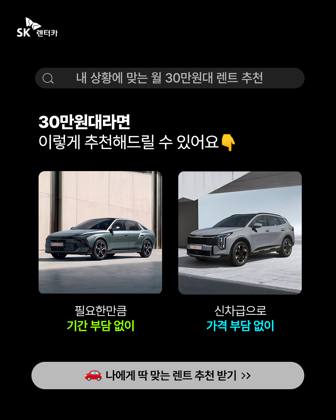 SK 렌터카
내 상황에 맞는 월 30만원대 렌트 추천
30만원대라면
이렇게 추천해드릴 수 있어요👇
필요한만큼
기간 부담 없이
신차급으로
가격 부담 없이
🚗 나에게 딱 맞는 렌트 추천 받기 >>